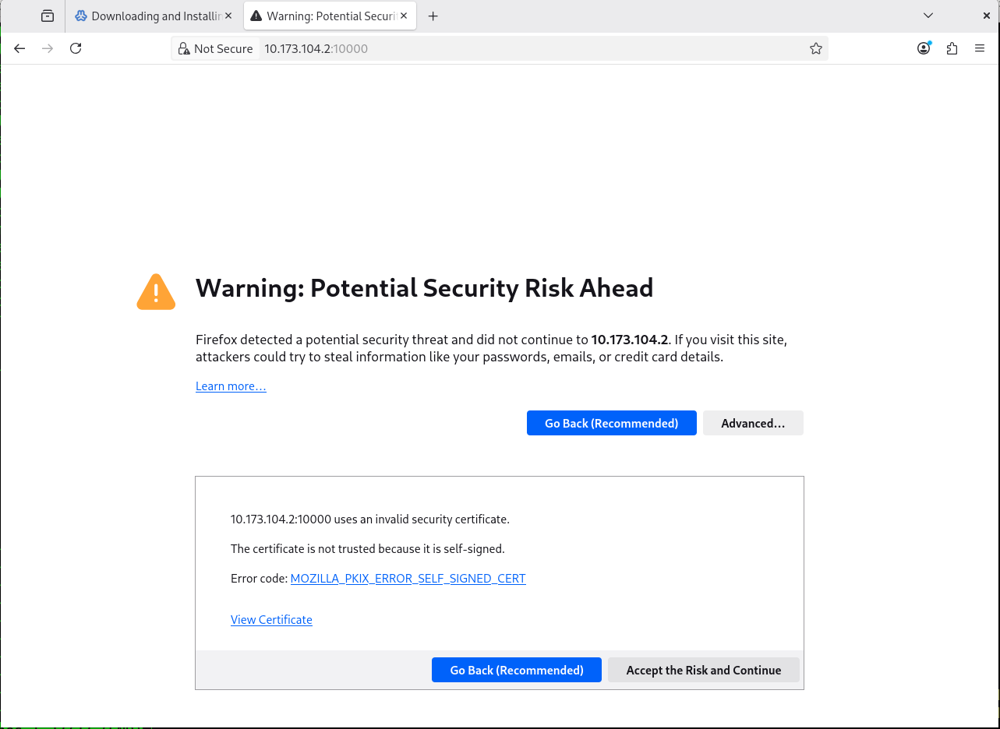 Downloading and Installin
Warning: Potential Securi
Not Secure
10.173.104.2:10000
Warning: Potential Security Risk Ahead
Firefox detected a potential security threat and did not continue to 10.173.104.2. If you visit this site,
attackers could try to steal information like your passwords, emails, or credit card details.
Learn more…
Go Back (Recommended)
Advanced…
10.173.104.2:10000 uses an invalid security certificate.
The certificate is not trusted because it is self-signed.
Error code: MOZILLA_PKIX_ERROR_SELF_SIGNED_CERT
View Certificate
Go Back (Recommended)
Accept the Risk and Continue